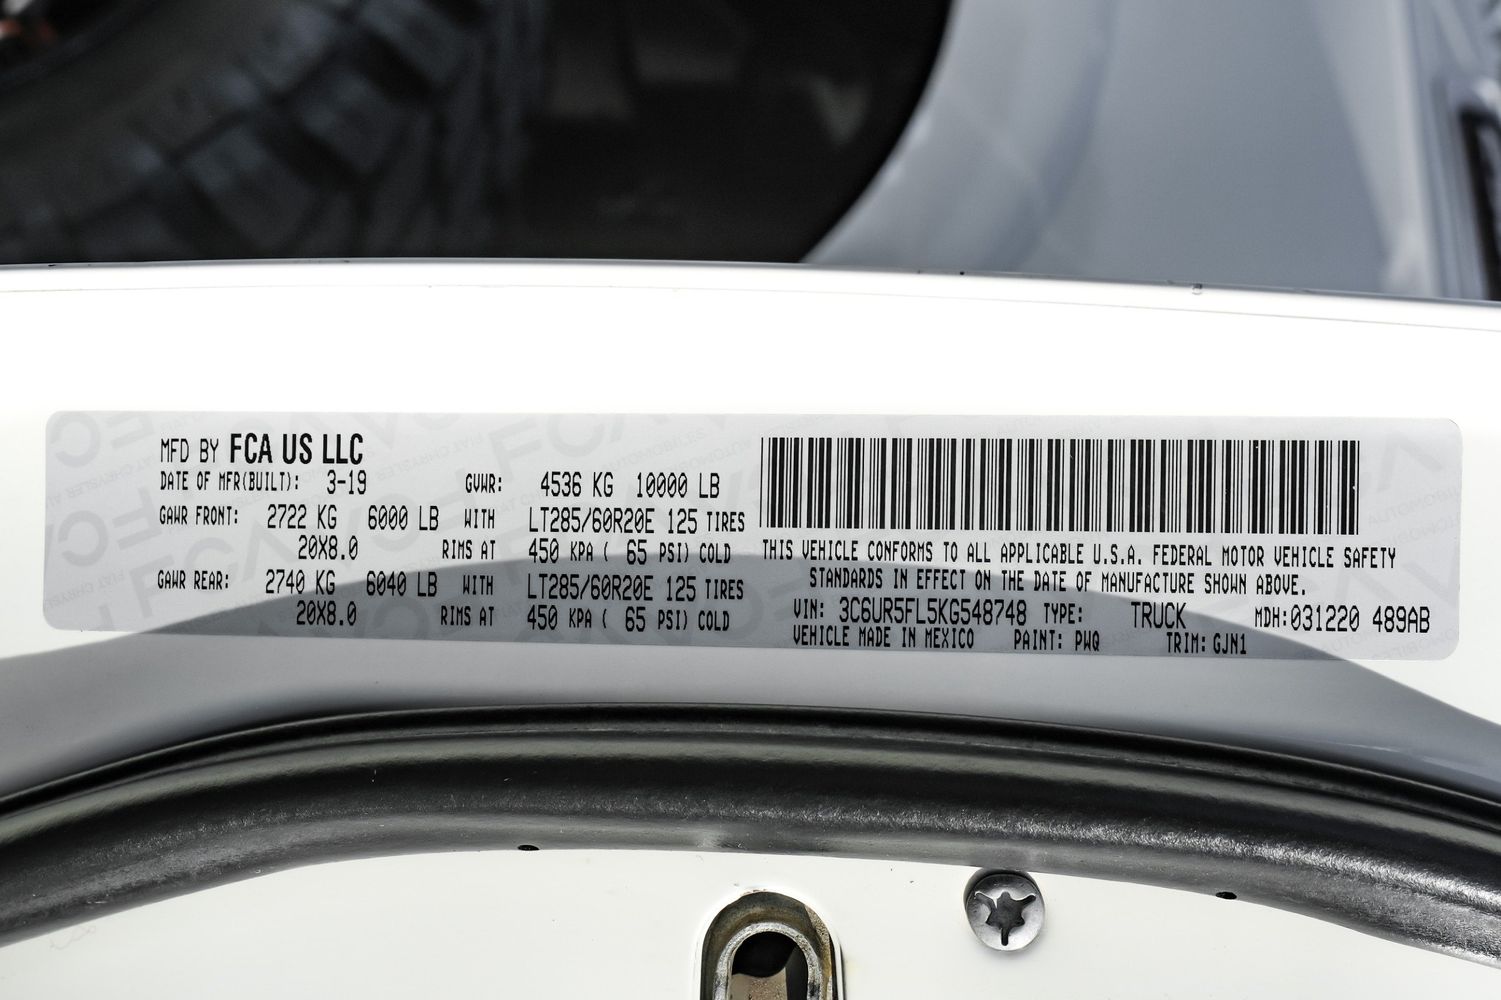 MFD BY FCA US LLC
DATE OF MFR(BUILT): 3-19 GVWR: 4536 KG 10000 LB
GAWR FRONT: 2722 KG 6000 LB WITH LT285/60R20E 125 TIRES
20X8.0 RIMS AT 450 KPA ( 65 PSI) COLD
GAWR REAR: 2740 KG 6040 LB WITH LT285/60R20E 125 TIRES
20X8.0 RIMS AT 450 KPA ( 65 PSI) COLD
THIS VEHICLE CONFORMS TO ALL APPLICABLE U.S.A. FEDERAL MOTOR VEHICLE SAFETY
STANDARDS IN EFFECT ON THE DATE OF MANUFACTURE SHOWN ABOVE.
VIN: 3C6UR5FL5KG548748 TYPE: TRUCK MDH:031220 489AB
VEHICLE MADE IN MEXICO PAINT: PWQ TRIM: GJN1